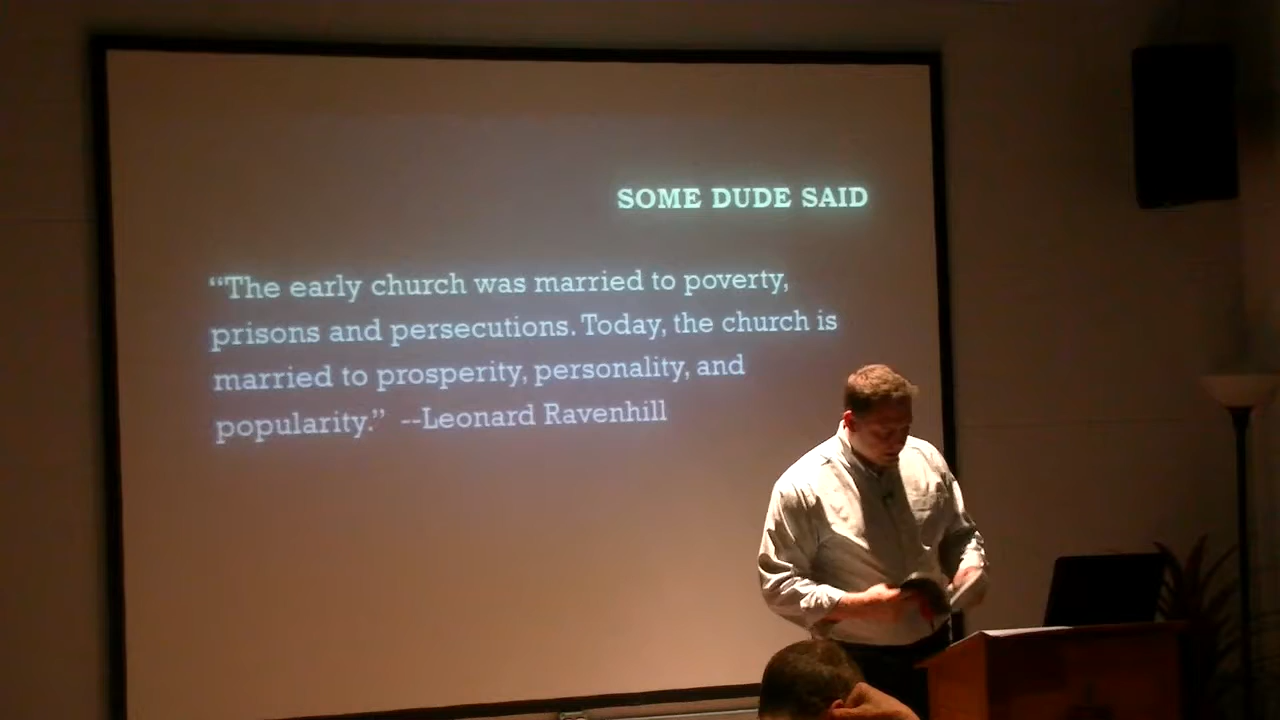 SOME DUDE SAID
“The early church was married to poverty,
prisons and persecutions. Today, the church is
married to prosperity, personality, and
popularity.” --Leonard Ravenhill